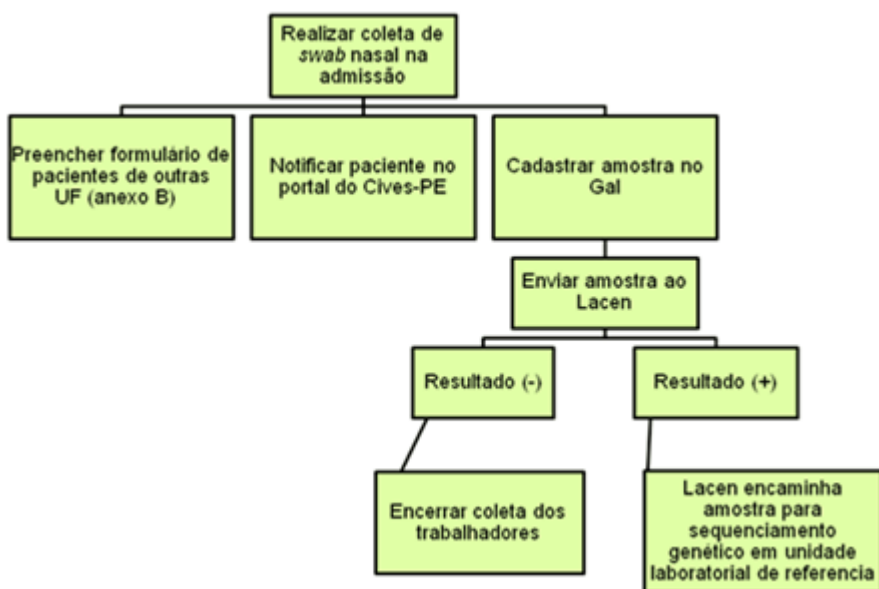 Realizar coleta de
swab nasal na
admissão
Preencher formulário de
pacientes de outras
UF (anexo B)
Notificar paciente no
portal do Cives-PE
Cadastrar amostra no
Gal
Enviar amostra ao
Lacen
Resultado (-)
Resultado (+)
Encerrar coleta dos
trabalhadores
Lacen encaminha
amostra para
sequenciamento
genético em unidade
laboratorial de referencia